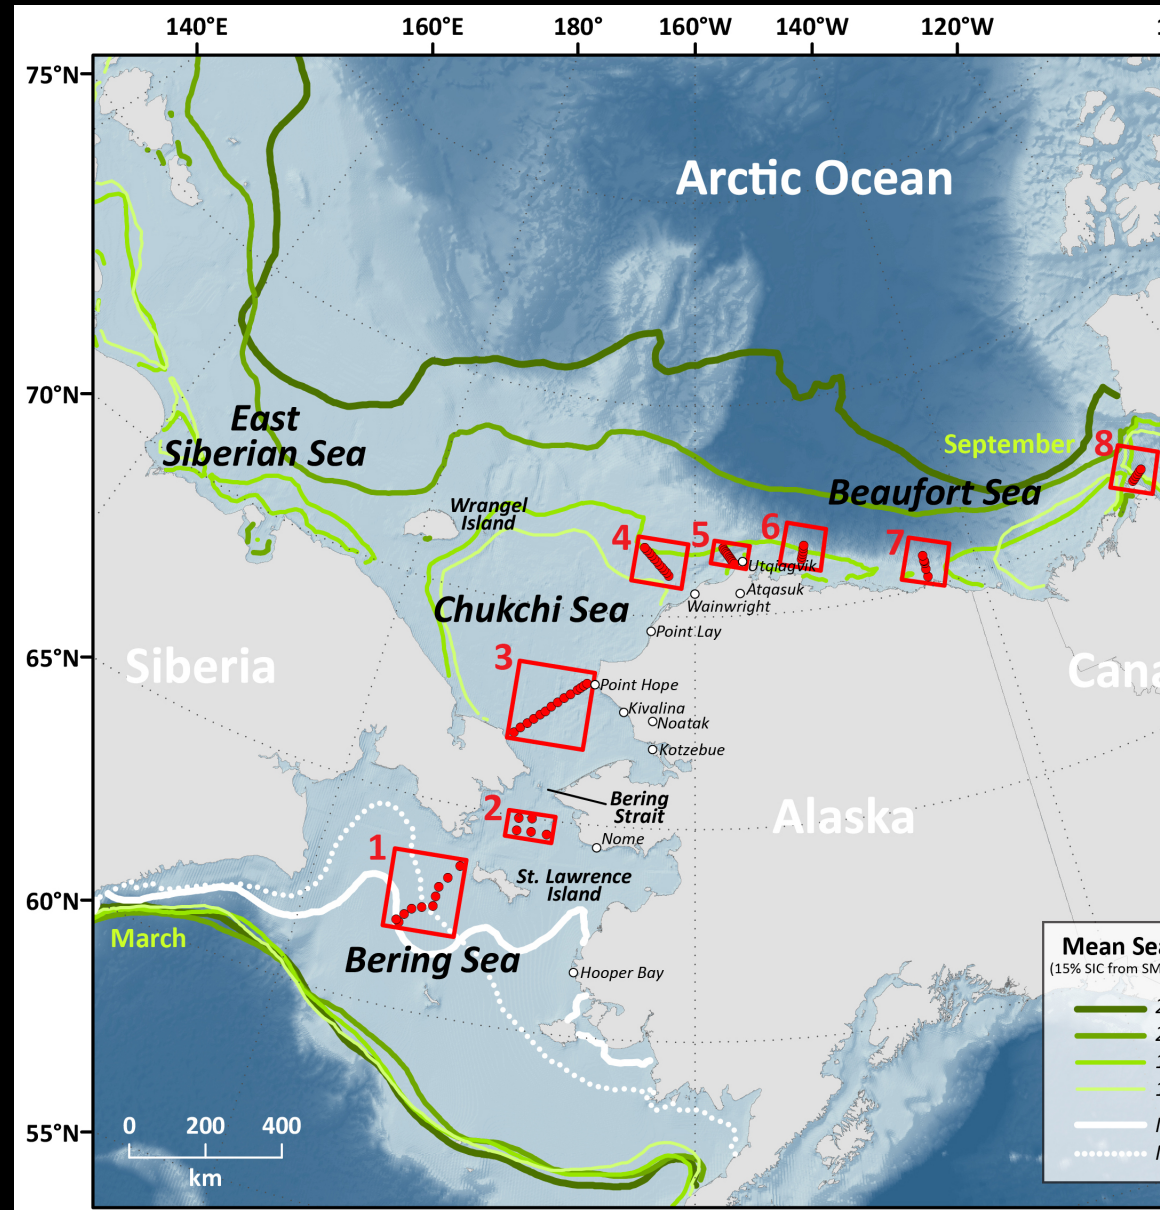 140°E 160°E 180° 160°W 140°W 120°W
75°N
Arctic Ocean
70°N
East
Siberian Sea
September
8
Beaufort Sea
Wrangel
Island
4 5 6 7
Utqiaġvik
Atqasuk
Wainwright
Chukchi Sea
Point Lay
65°N
Siberia
3
Point Hope
Kivalina
Noatak
Kotzebue
2
Bering
Strait
Alaska
Nome
1
St. Lawrence
Island
60°N
March
Bering Sea
Hooper Bay
Mean Sea
(15% SIC from SM
0 200 400
km
55°N